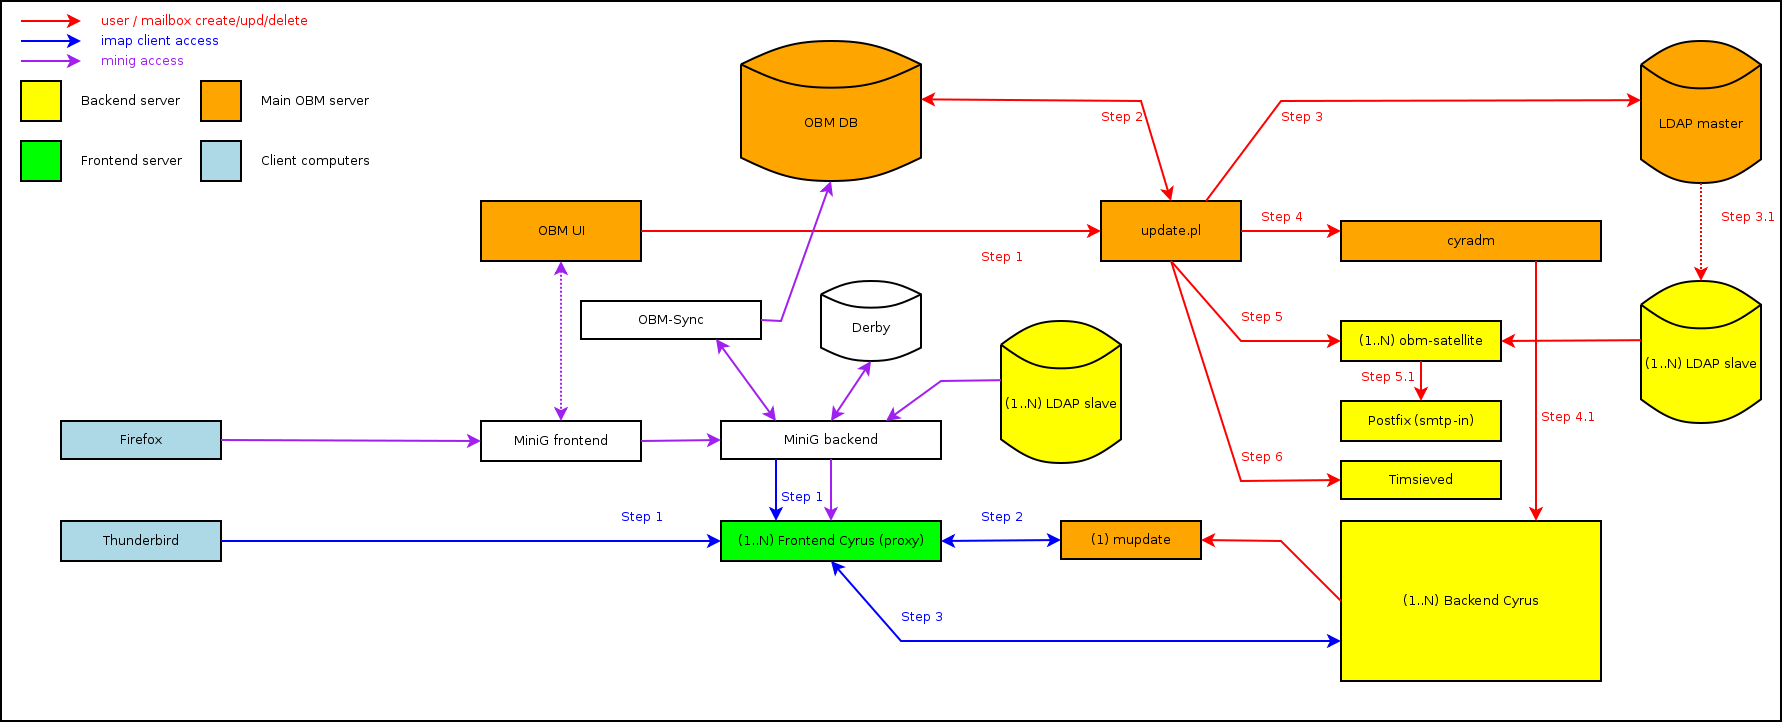 user / mailbox create/upd/delete
imap client access
minig access
Backend server
Main OBM server
Frontend server
Client computers
OBM DB
Step 2
Step 3
LDAP master
OBM UI
Step 1
update.pl
Step 4
cyradm
Step 3.1
OBM-Sync
Derby
Step 5
(1..N) obm-satellite
(1..N) LDAP slave
(1..N) LDAP slave
Step 5.1
Postfix (smtp-in)
Step 4.1
Firefox
MiniG frontend
MiniG backend
Step 6
Timsieved
Step 1
Step 1
Step 2
Thunderbird
(1..N) Frontend Cyrus (proxy)
(1) mupdate
(1..N) Backend Cyrus
Step 3